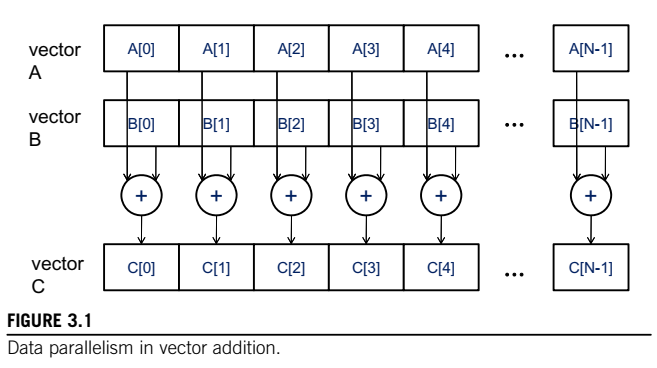 vector A A[0] A[1] A[2] A[3] A[4] ... A[N-1]
vector B B[0] B[1] B[2] B[3] B[4] ... B[N-1]
+ + + + + +
vector C C[0] C[1] C[2] C[3] C[4] ... C[N-1]
FIGURE 3.1
Data parallelism in vector addition.